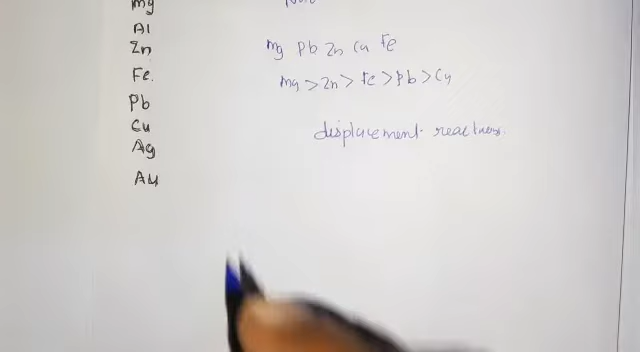 Mg
Al
Zn
Fe
Pb
Cu
Ag
Au
Mg Pb Zn Cu Fe
Mg > Zn > Fe > Pb > Cu
displacement reactions.